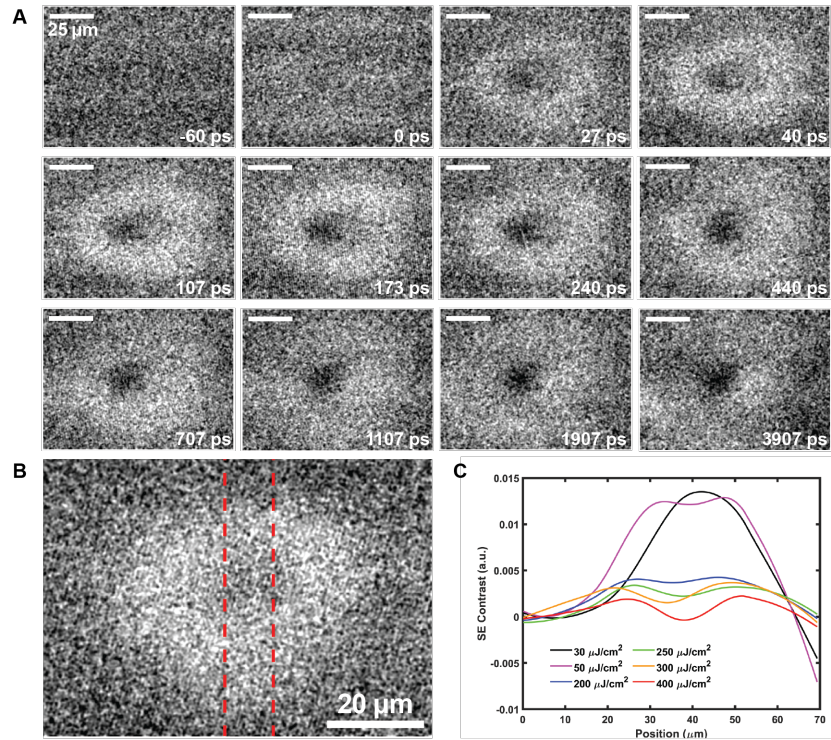 A
25 µm
-60 ps
0 ps
27 ps
40 ps
107 ps
173 ps
240 ps
440 ps
707 ps
1107 ps
1907 ps
3907 ps
B
20 µm
C
0.015
0.01
0.005
0
-0.005
-0.01
SE Contrast (a.u.)
30 µJ/cm²
50 µJ/cm²
200 µJ/cm²
250 µJ/cm²
300 µJ/cm²
400 µJ/cm²
0 10 20 30 40 50 60 70
Position (µm)